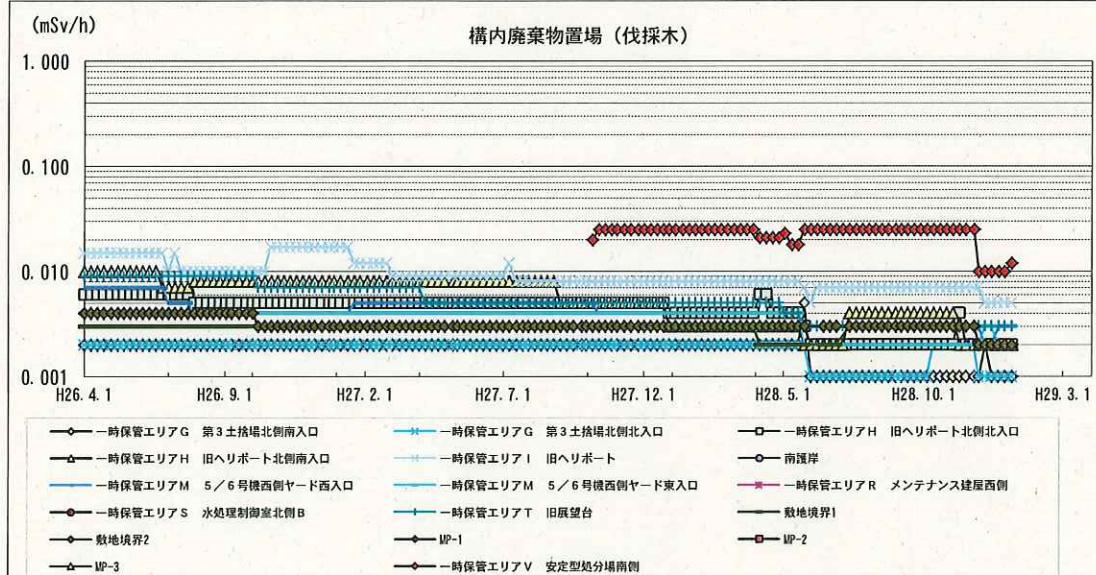 (mSv/h)
構内廃棄物置場（伐採木）
1.000
0.100
0.010
0.001
H26.4.1 H26.9.1 H27.2.1 H27.7.1 H27.12.1 H28.5.1 H28.10.1 H29.3.1
一時保管エリアG 第3土捨場北側南入口 一時保管エリアG 第3土捨場北側北入口 一時保管エリアH 旧ヘリポート北側北入口
一時保管エリアH 旧ヘリポート北側南入口 一時保管エリアI 旧ヘリポート 南護岸
一時保管エリアM 5／6号機西側ヤード西入口 一時保管エリアM 5／6号機西側ヤード東入口 一時保管エリアR メンテナンス建屋西側
一時保管エリアS 水処理制御室北側B 一時保管エリアT 旧展望台 敷地境界1
敷地境界2 MP-1 MP-2
MP-3 一時保管エリアV 安定型処分場南側